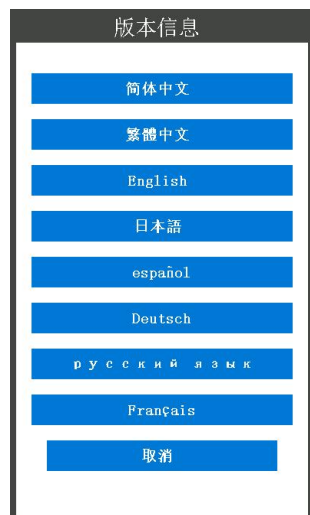 版本信息
简体中文
繁體中文
English
日本語
español
Deutsch
русский язык
Français
取消